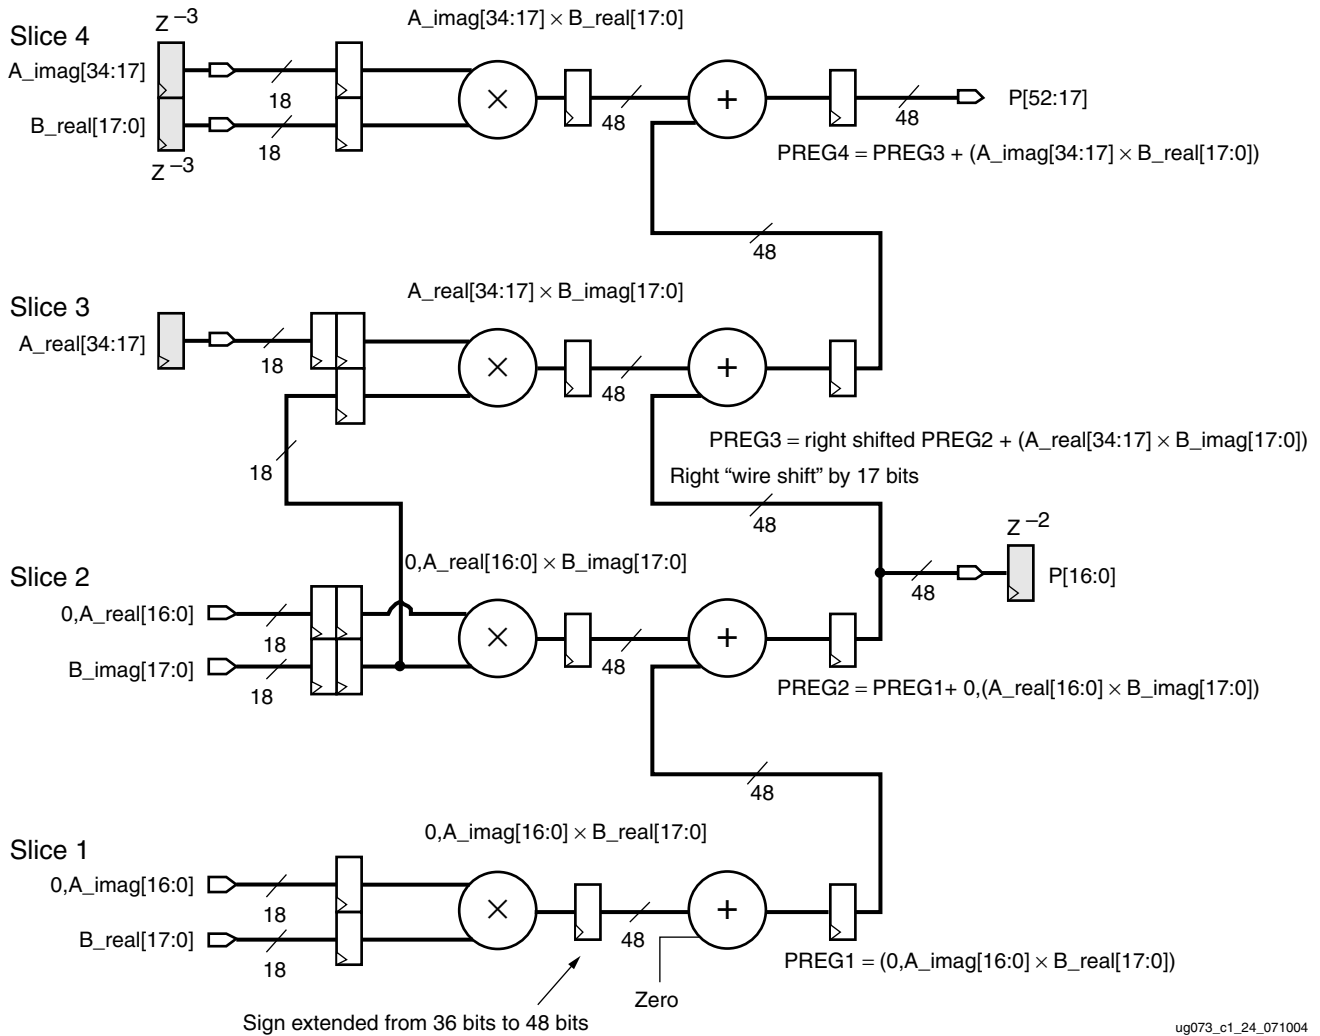 Z –3
A_imag[34:17] × B_real[17:0]
Slice 4
A_imag[34:17]
18
×
48
+
48
P[52:17]
B_real[17:0]
18
Z –3
PREG4 = PREG3 + (A_imag[34:17] × B_real[17:0])
48
A_real[34:17] × B_imag[17:0]
Slice 3
A_real[34:17]
18
×
48
+
18
PREG3 = right shifted PREG2 + (A_real[34:17] × B_imag[17:0])
Right “wire shift” by 17 bits
48
Z –2
0,A_real[16:0] × B_imag[17:0]
Slice 2
48
P[16:0]
0,A_real[16:0]
18
×
48
+
B_imag[17:0]
18
PREG2 = PREG1+ 0,(A_real[16:0] × B_imag[17:0])
48
0,A_imag[16:0] × B_real[17:0]
Slice 1
0,A_imag[16:0]
18
×
48
+
B_real[17:0]
18
PREG1 = (0,A_imag[16:0] × B_real[17:0])
Zero
Sign extended from 36 bits to 48 bits
ug073_c1_24_071004